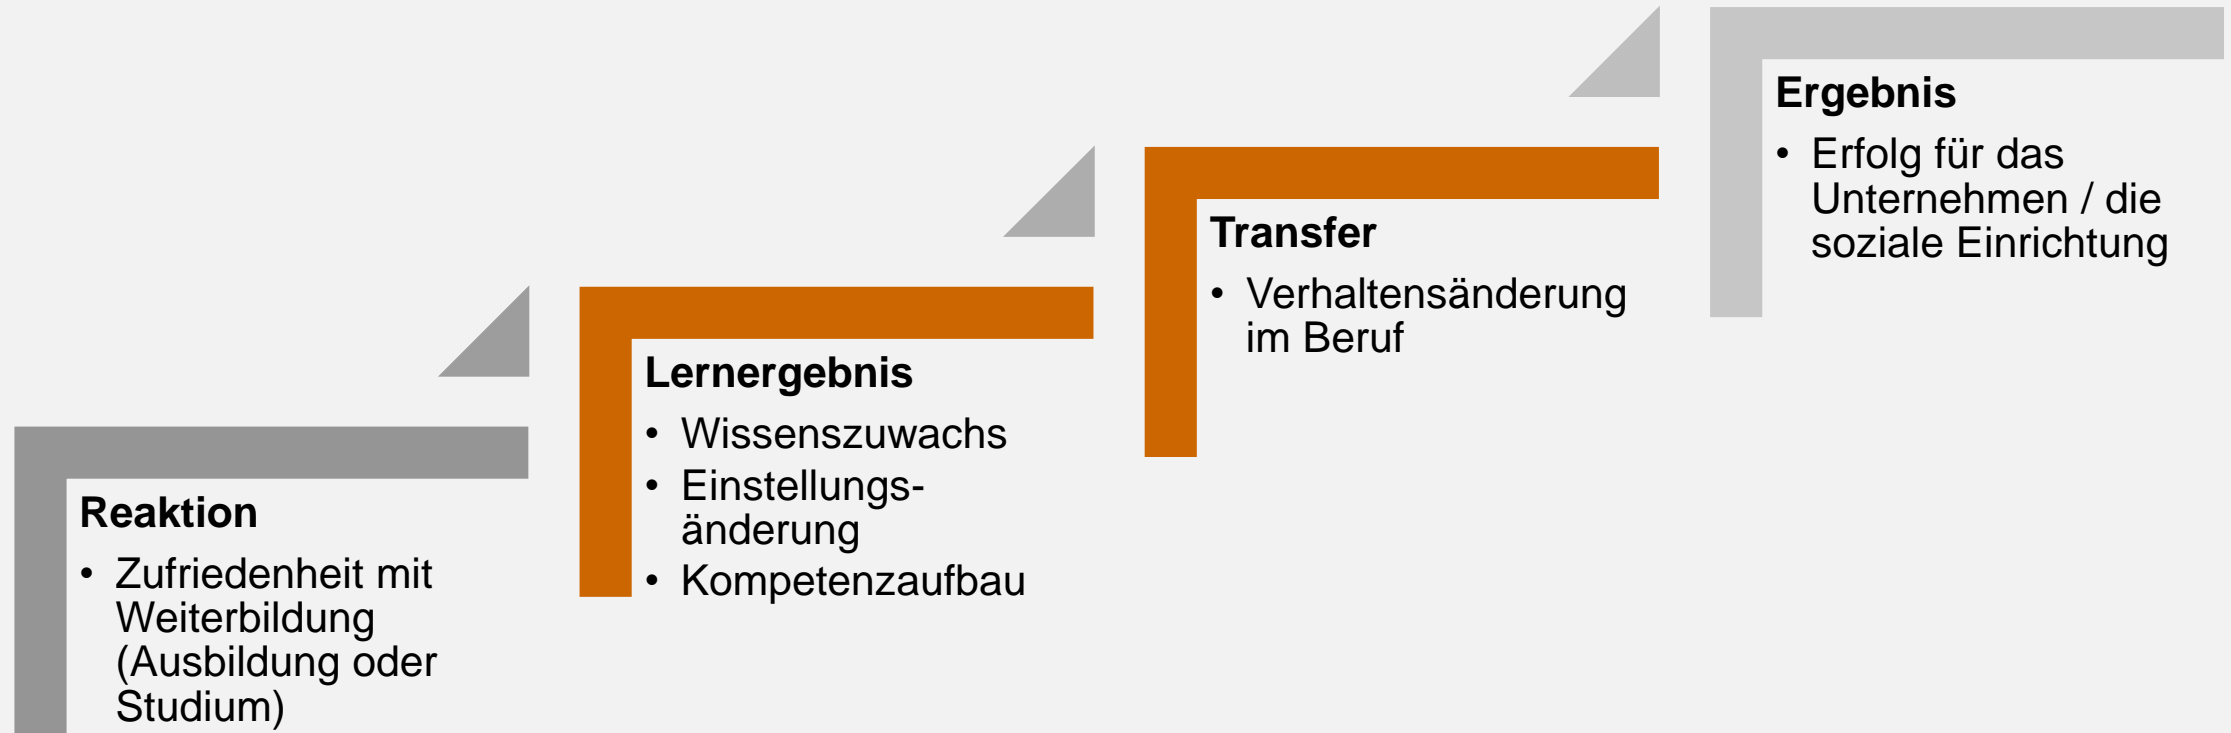 Reaktion
• Zufriedenheit mit
Weiterbildung
(Ausbildung oder
Studium)
Lernergebnis
• Wissenszuwachs
• Einstellungs-
änderung
• Kompetenzaufbau
Transfer
• Verhaltensänderung
im Beruf
Ergebnis
• Erfolg für das
Unternehmen / die
soziale Einrichtung